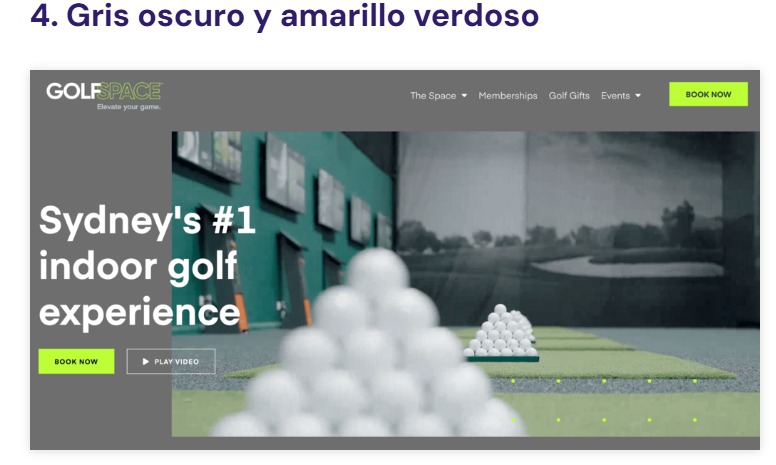 4. Gris oscuro y amarillo verdoso
GOLFSPACE
Elevate your game.
The Space Memberships Golf Gifts Events BOOK NOW
Sydney's #1
indoor golf
experience
BOOK NOW PLAY VIDEO